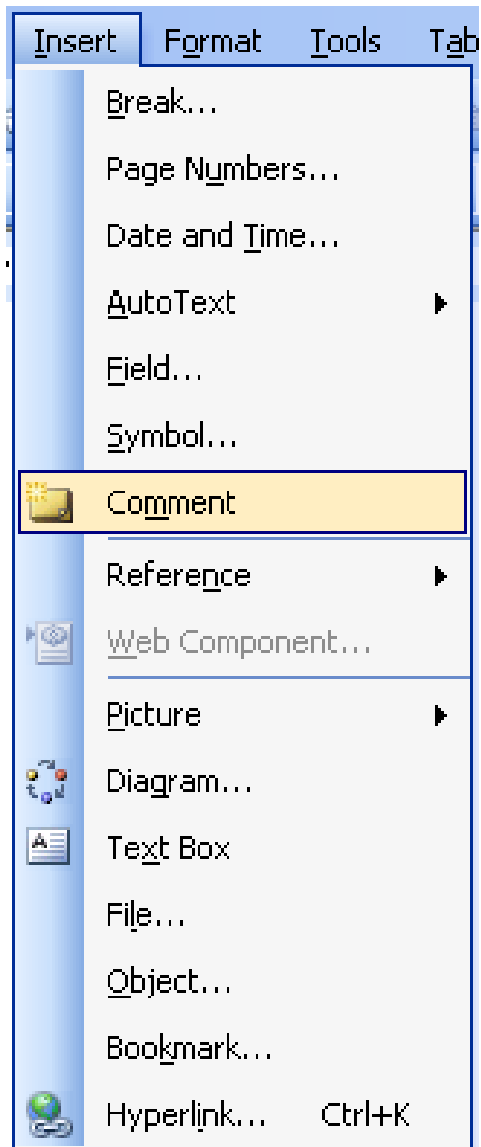 Insert Format Tools Tab
Break...
Page Numbers...
Date and Time...
AutoText
Field...
Symbol...
Comment
Reference
Web Component...
Picture
Diagram...
Text Box
File...
Object...
Bookmark...
Hyperlink... Ctrl+K